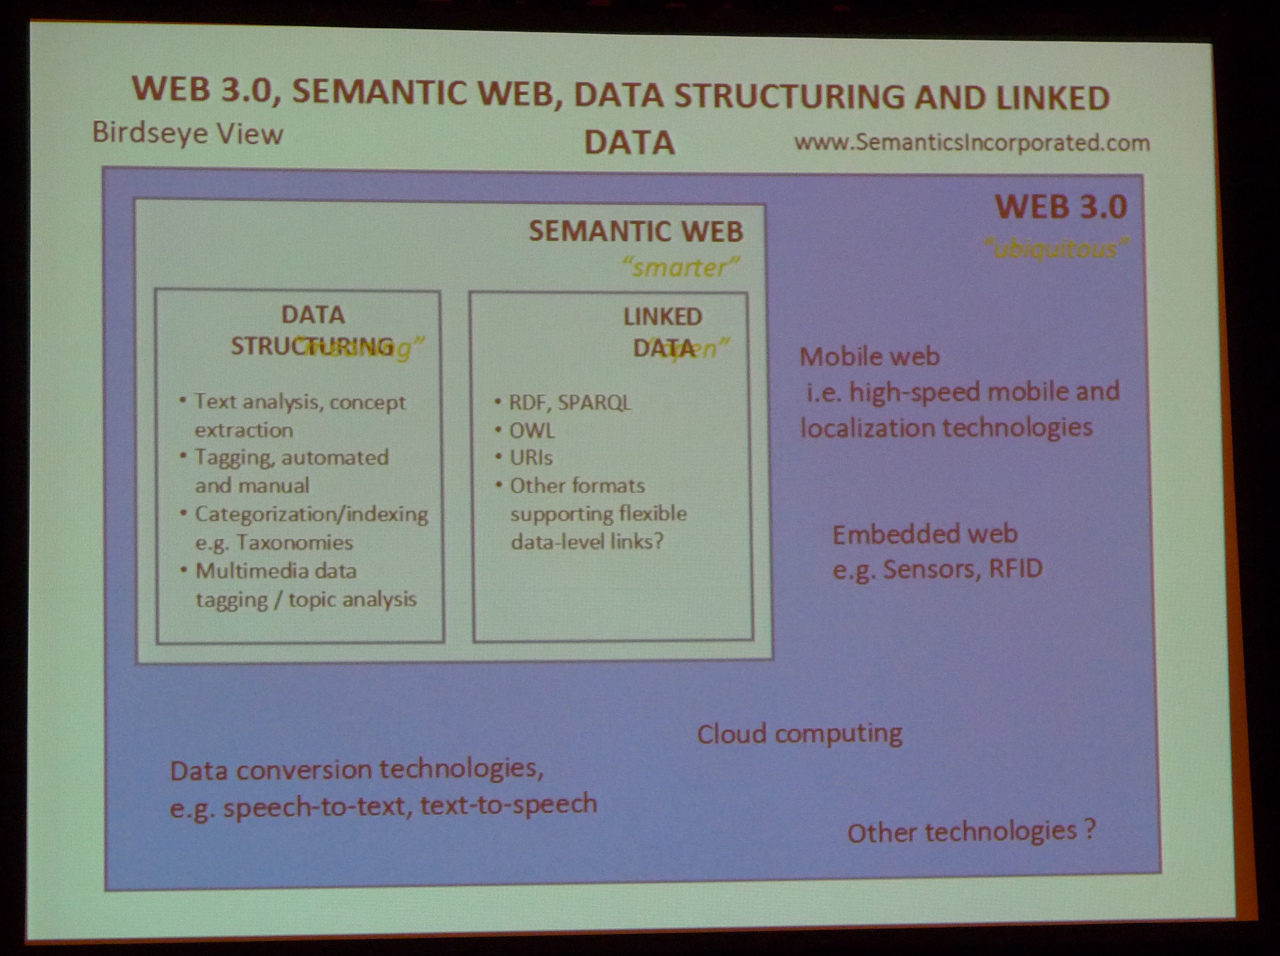 WEB 3.0, SEMANTIC WEB, DATA STRUCTURING AND LINKED
DATA
Birdseye View
www.SemanticsIncorporated.com
WEB 3.0
"ubiquitous"
SEMANTIC WEB
"smarter"
DATA
STRUCTURING
"meaning"
• Text analysis, concept
extraction
• Tagging, automated
and manual
• Categorization/indexing
e.g. Taxonomies
• Multimedia data
tagging / topic analysis
LINKED
DATA
"open"
• RDF, SPARQL
• OWL
• URIs
• Other formats
supporting flexible
data-level links?
Mobile web
i.e. high-speed mobile and
localization technologies
Embedded web
e.g. Sensors, RFID
Cloud computing
Data conversion technologies,
e.g. speech-to-text, text-to-speech
Other technologies ?